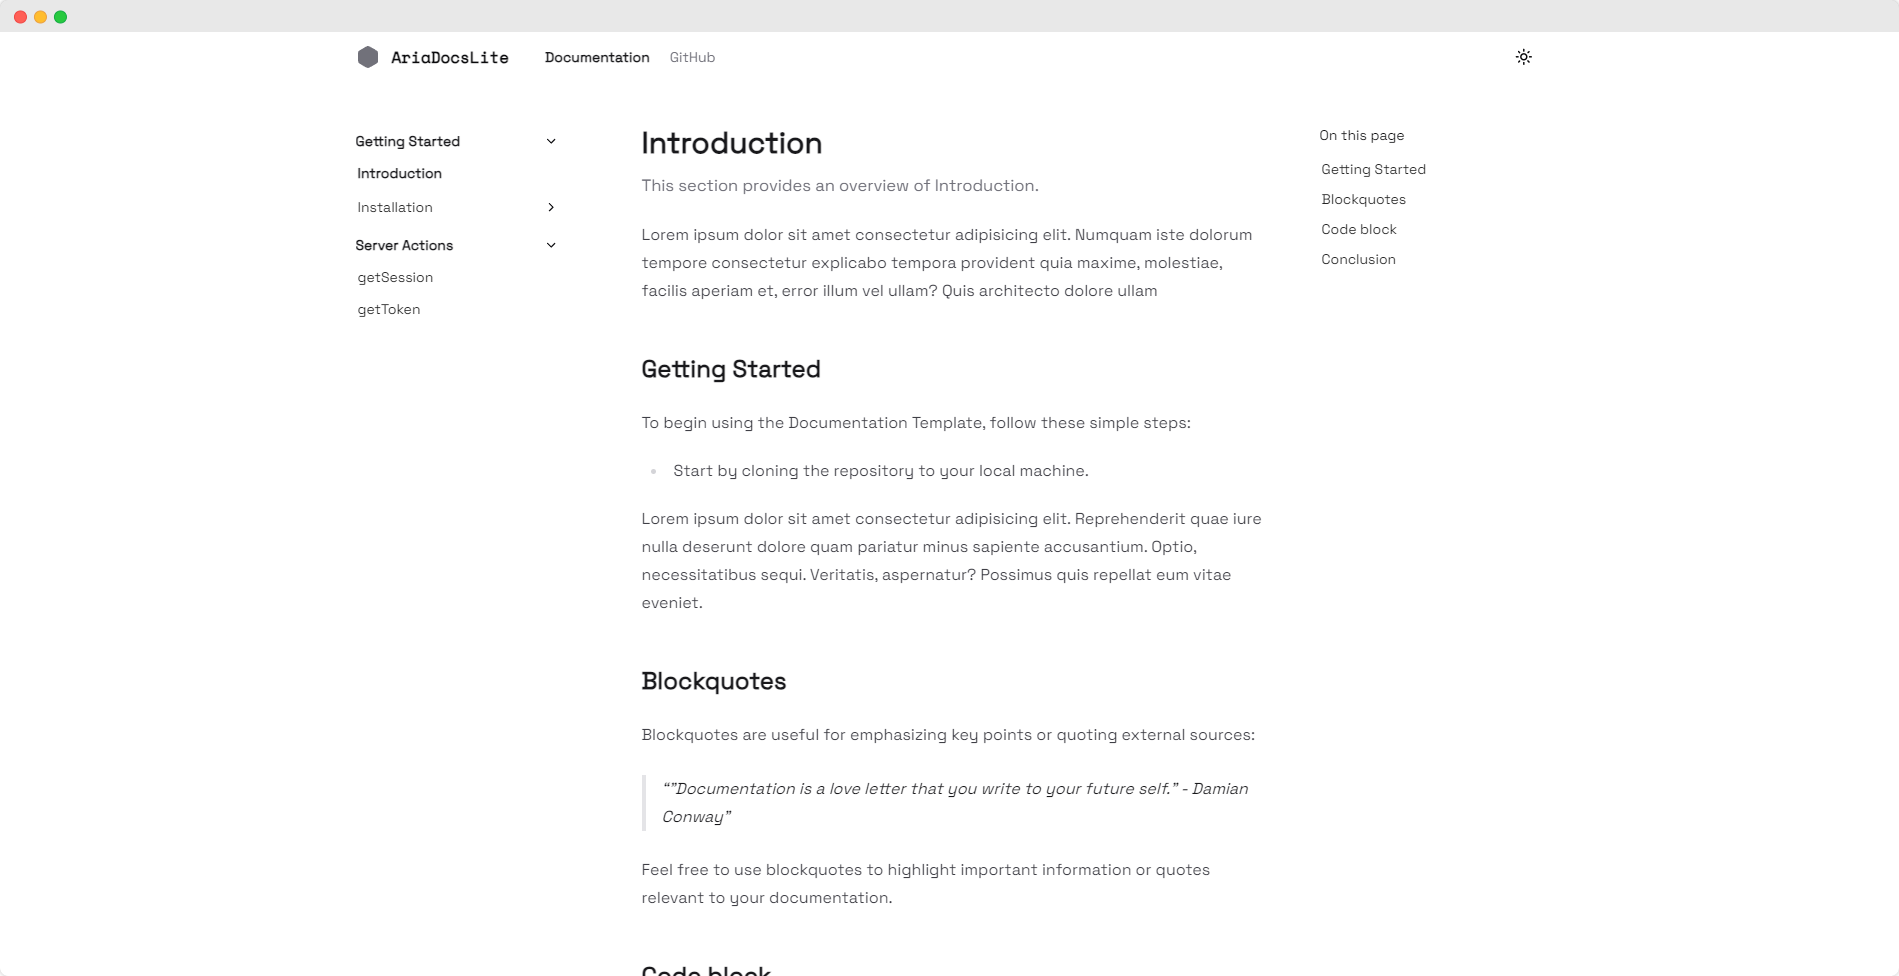 AriaDocsLite
Documentation
GitHub
Getting Started
Introduction
Installation
Server Actions
getSession
getToken
Introduction
This section provides an overview of Introduction.
Lorem ipsum dolor sit amet consectetur adipisicing elit. Numquam iste dolorum
tempore consectetur explicabo tempora provident quia maxime, molestiae,
facilis aperiam et, error illum vel ullam? Quis architecto dolore ullam
Getting Started
To begin using the Documentation Template, follow these simple steps:
• Start by cloning the repository to your local machine.
Lorem ipsum dolor sit amet consectetur adipisicing elit. Reprehenderit quae iure
nulla deserunt dolore quam pariatur minus sapiente accusantium. Optio,
necessitatibus sequi. Veritatis, aspernatur? Possimus quis repellat eum vitae
eveniet.
Blockquotes
Blockquotes are useful for emphasizing key points or quoting external sources:
“”Documentation is a love letter that you write to your future self.” - Damian
Conway”
Feel free to use blockquotes to highlight important information or quotes
relevant to your documentation.
Code block
On this page
Getting Started
Blockquotes
Code block
Conclusion